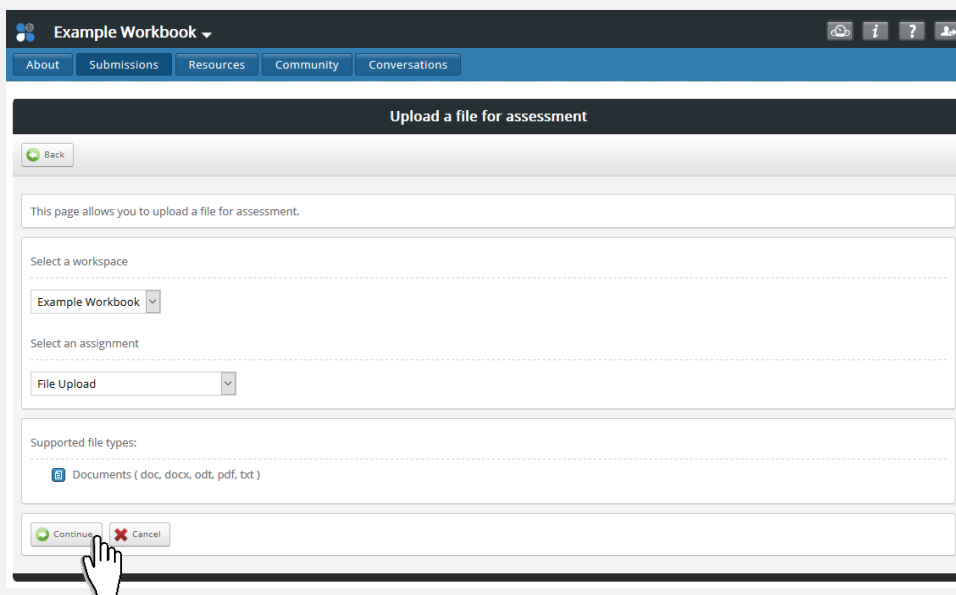 Example Workbook
i ?
About Submissions Resources Community Conversations
Upload a file for assessment
Back
This page allows you to upload a file for assessment.
Select a workspace
Example Workbook
Select an assignment
File Upload
Supported file types:
Documents ( doc, docx, odt, pdf, txt )
Continue Cancel